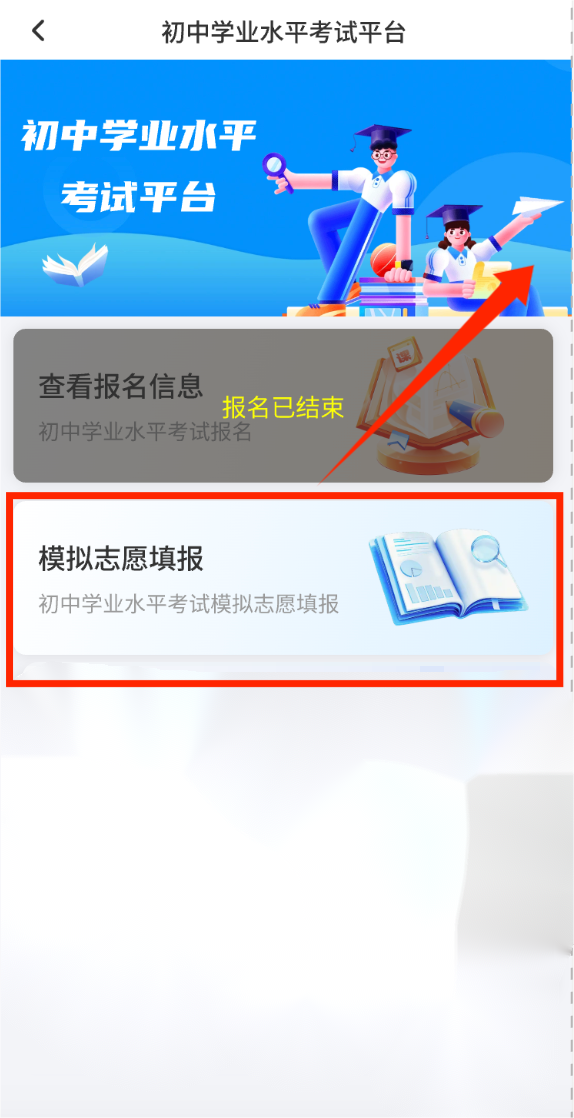 初中学业水平考试平台
初中学业水平
考试平台
查看报名信息
报名已结束
初中学业水平考试报名
模拟志愿填报
初中学业水平考试模拟志愿填报